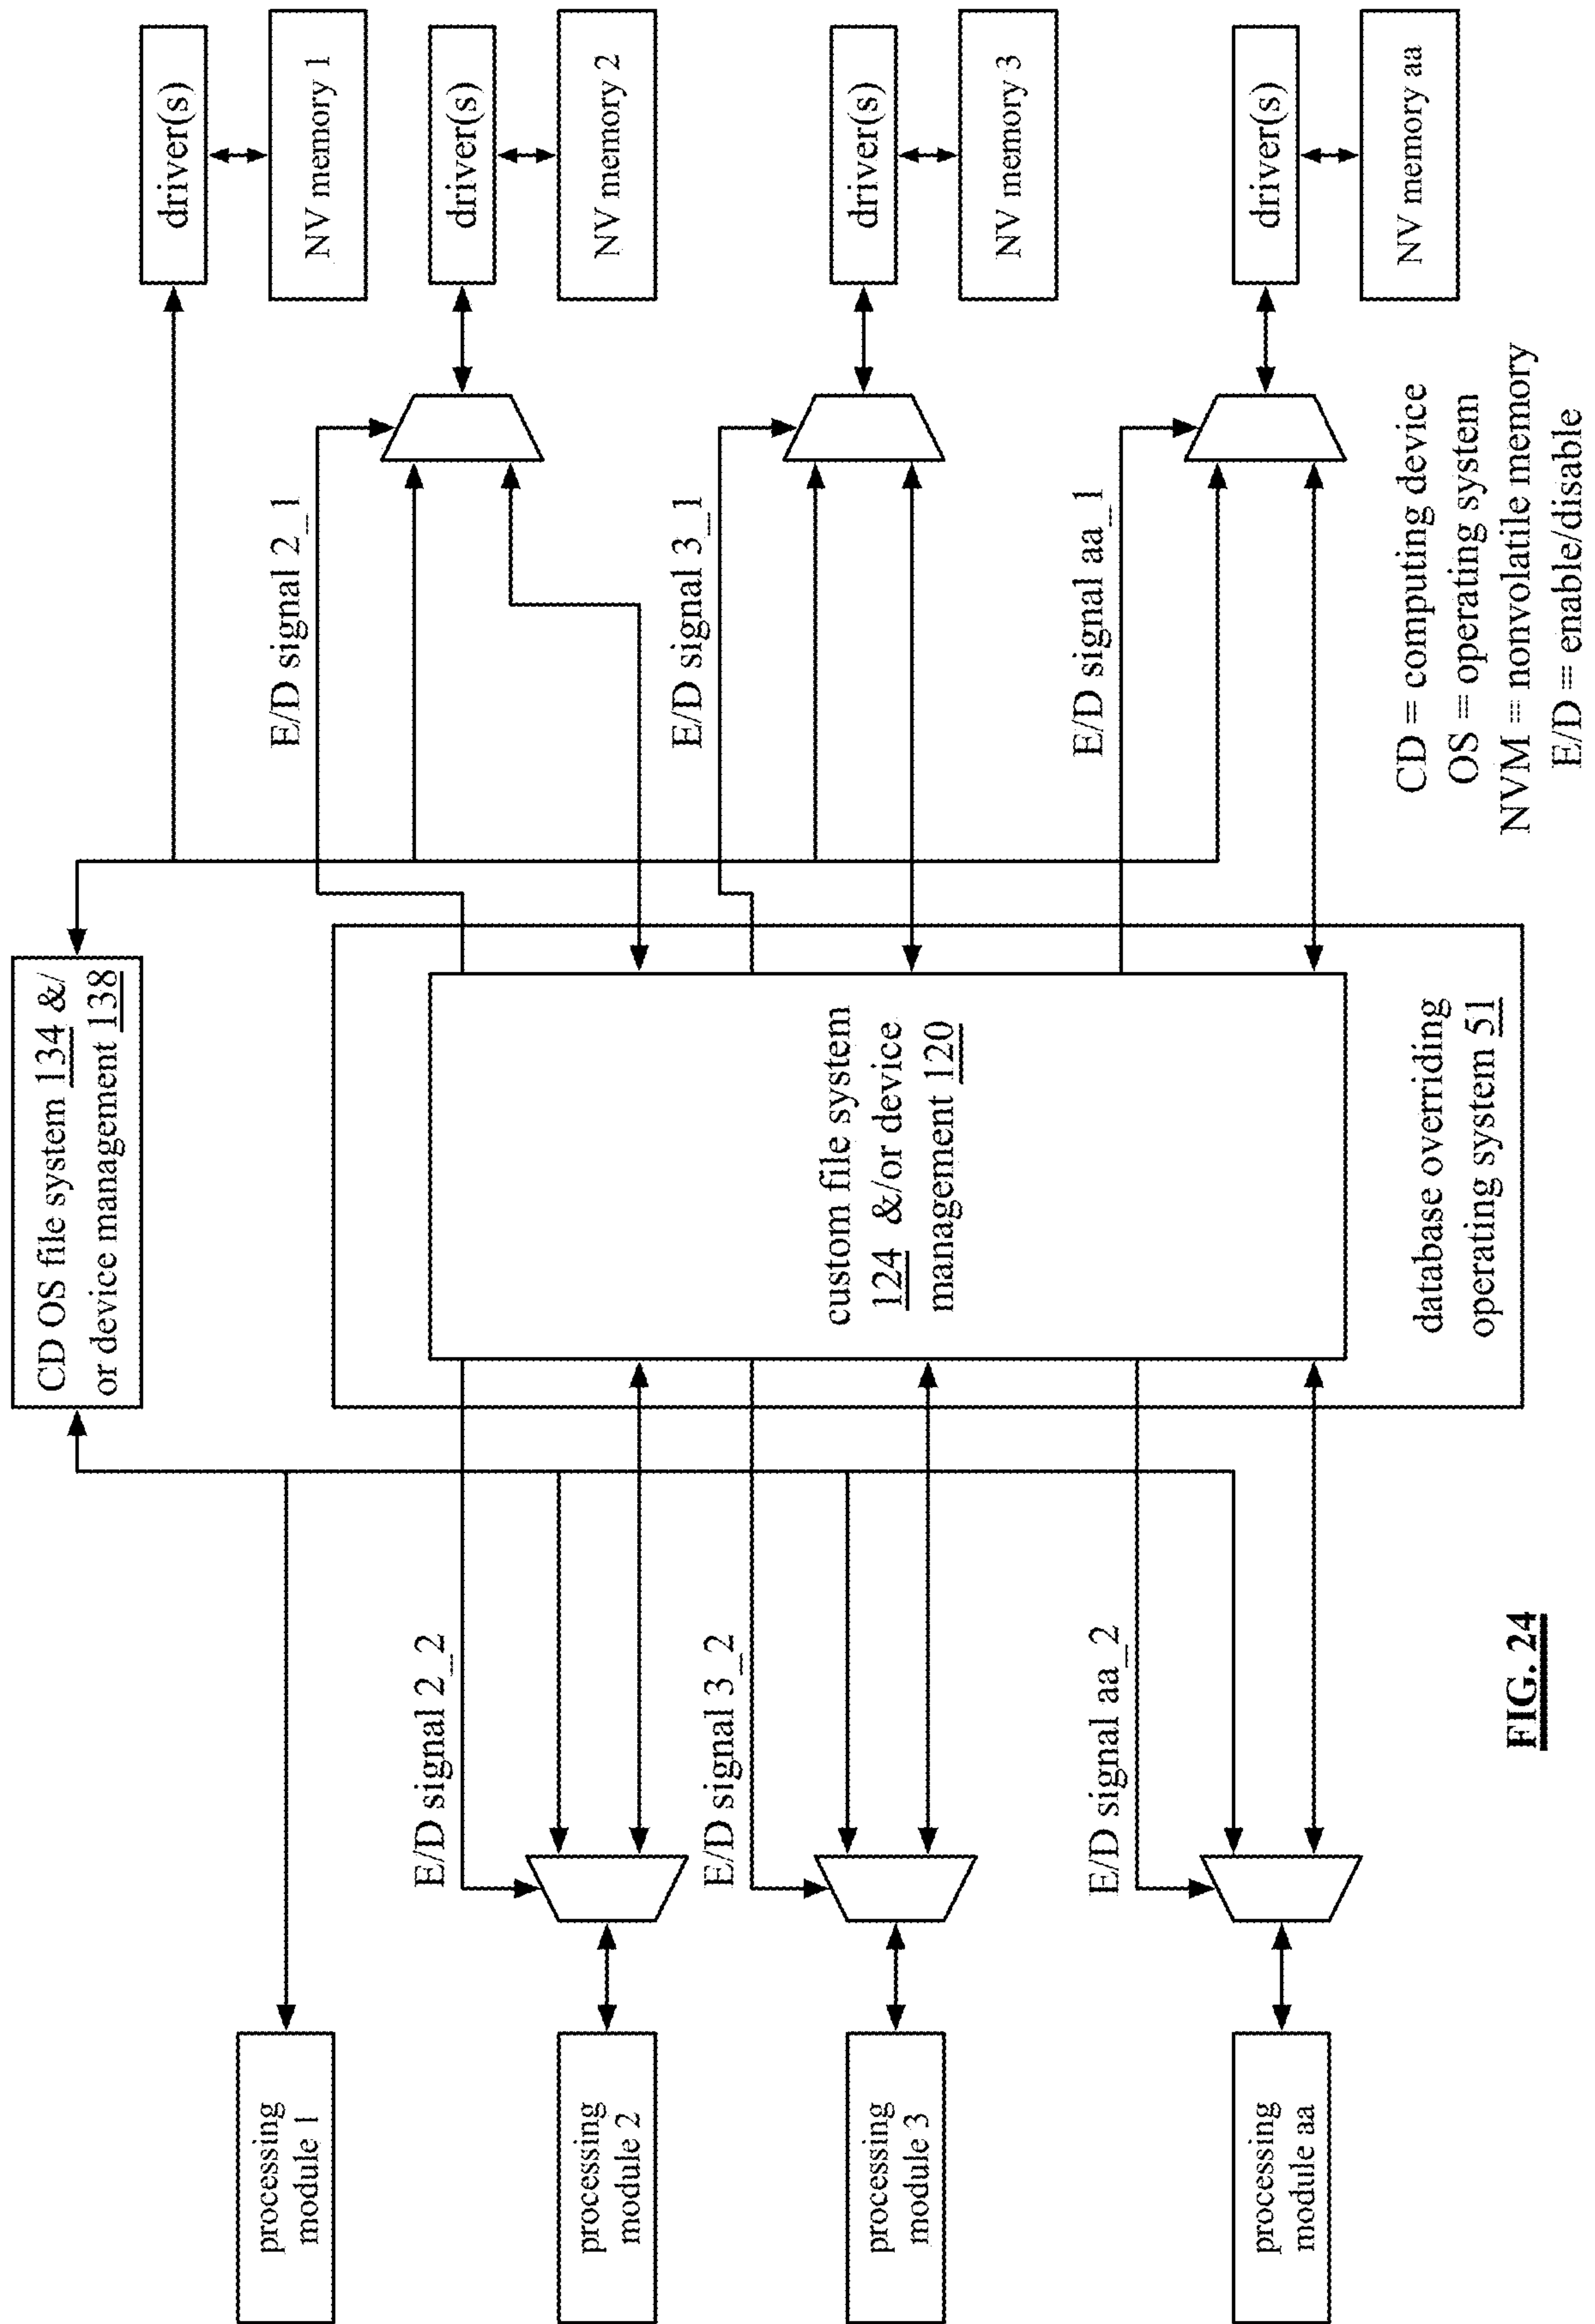 CD OS file system 134 &/
or device management 138
driver(s)
NV memory 1
E/D signal 2_1
driver(s)
NV memory 2
E/D signal 3_1
driver(s)
NV memory 3
E/D signal aa_1
driver(s)
NV memory aa
custom file system
124 &/or device
management 120
database overriding
operating system 51
processing
module 1
E/D signal 2_2
processing
module 2
E/D signal 3_2
processing
module 3
E/D signal aa_2
processing
module aa
CD = computing device
OS = operating system
NVM = nonvolatile memory
E/D = enable/disable
FIG. 24